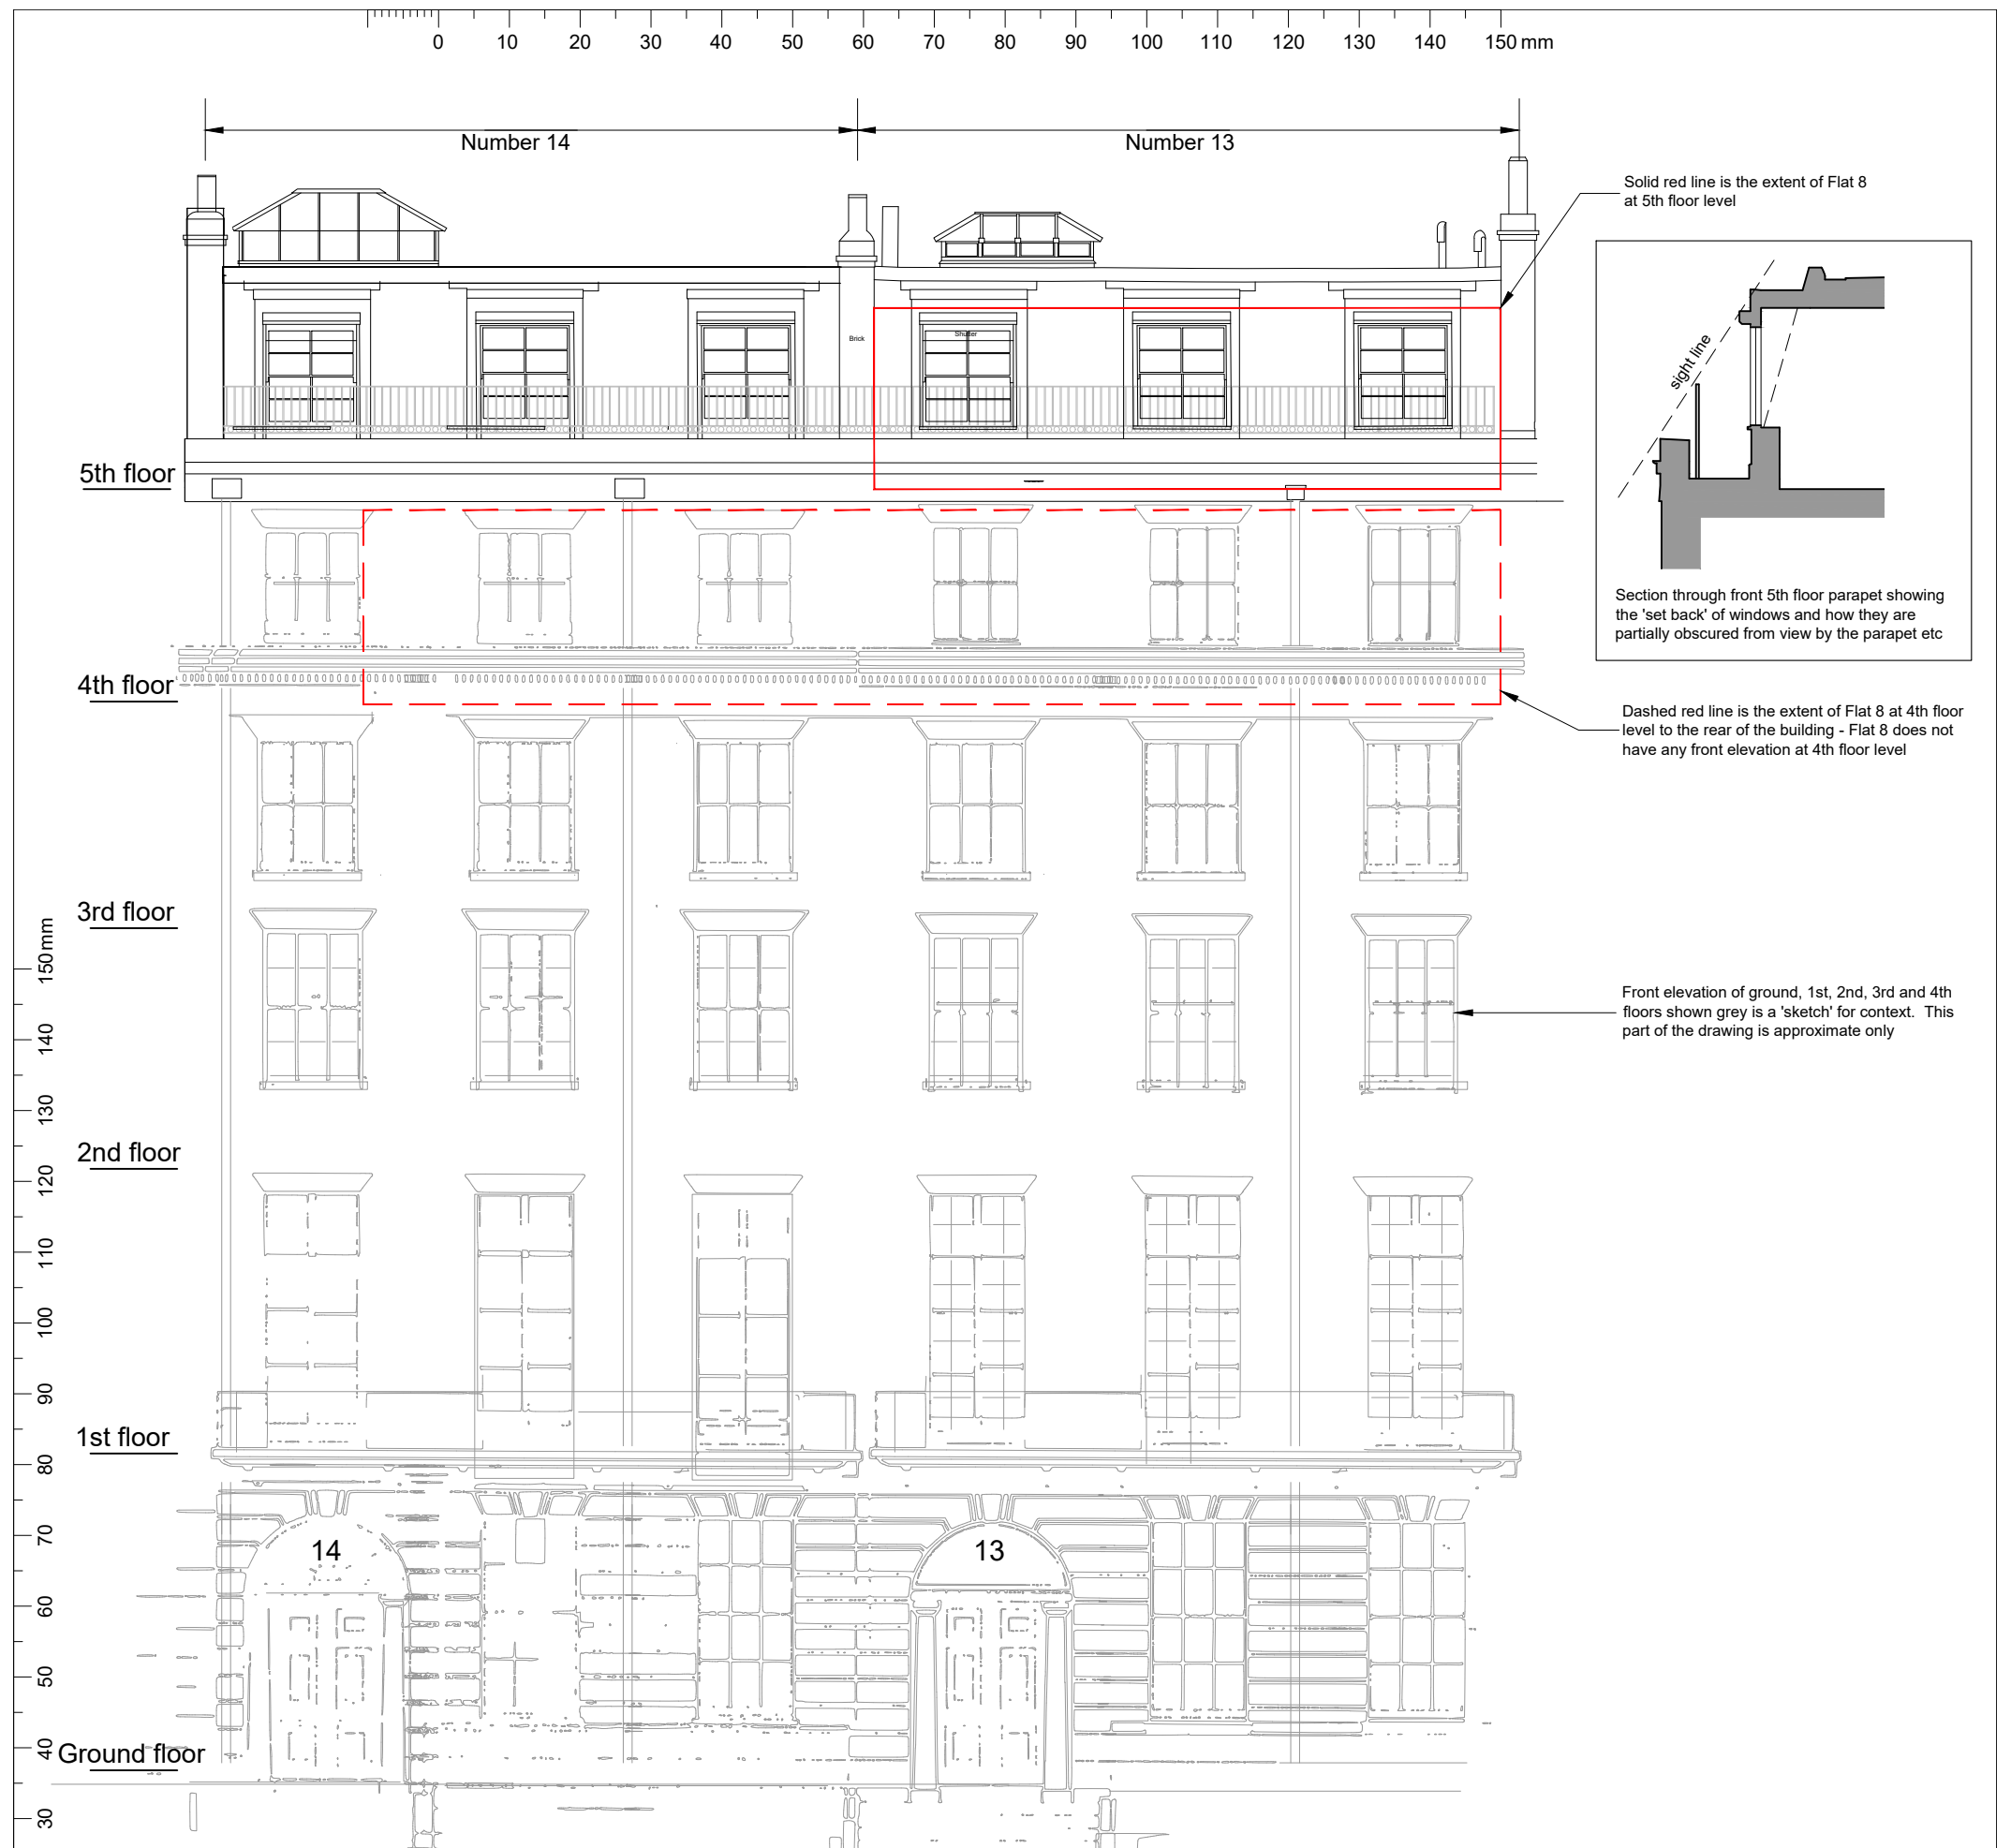 0 10 20 30 40 50 60 70 80 90 100 110 120 130 140 150 mm
Number 14
Number 13
Solid red line is the extent of Flat 8
at 5th floor level
Shutter
Brick
sight line
5th floor
Section through front 5th floor parapet showing
the 'set back' of windows and how they are
partially obscured from view by the parapet etc
4th floor
Dashed red line is the extent of Flat 8 at 4th floor
level to the rear of the building - Flat 8 does not
have any front elevation at 4th floor level
3rd floor
Front elevation of ground, 1st, 2nd, 3rd and 4th
floors shown grey is a 'sketch' for context. This
part of the drawing is approximate only
2nd floor
1st floor
14
13
Ground floor
150mm
140
130
120
110
100
90
80
70
60
50
40
30